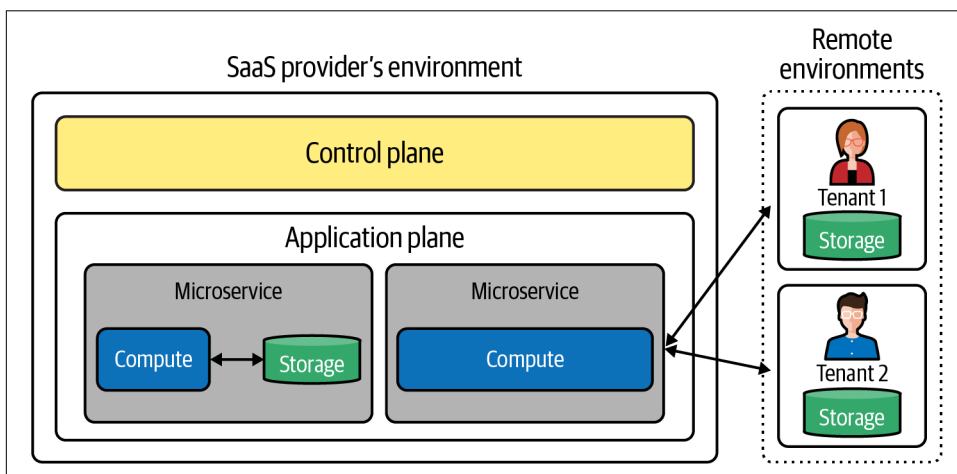 SaaS provider's environment
Remote
environments
Control plane
Application plane
Microservice
Compute
Storage
Microservice
Compute
Tenant 1
Storage
Tenant 2
Storage